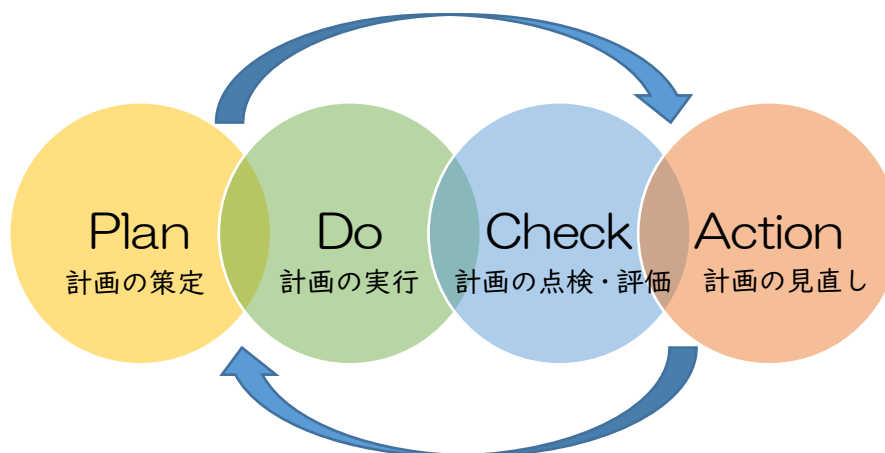 Plan
計画の策定
Do
計画の実行
Check
計画の点検・評価
Action
計画の見直し